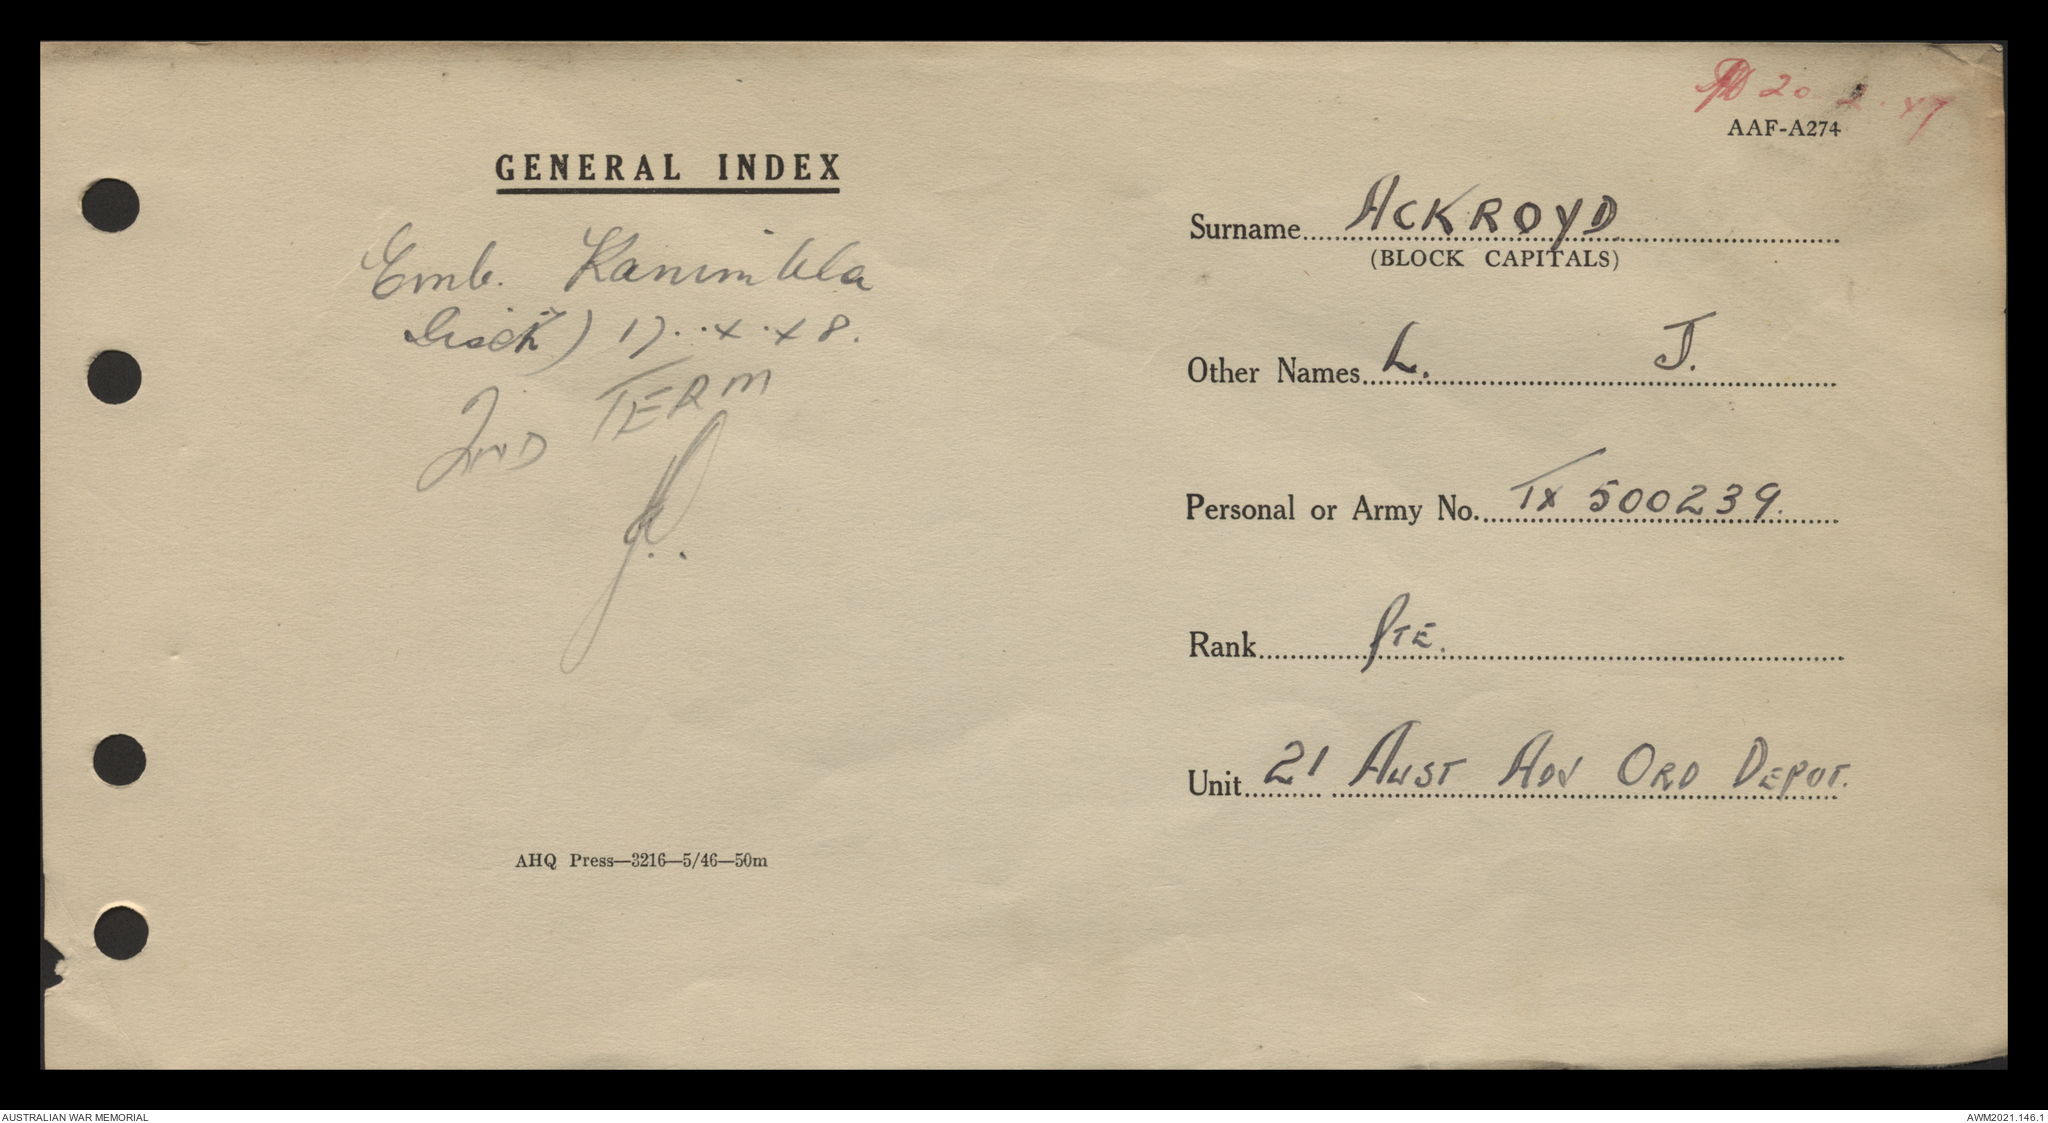 20. 2. 47
AAF-A274
GENERAL INDEX
Emb. Kanimbla
Disch) 17. x. 48.
2ND TERM
Surname ACKROYD
(BLOCK CAPITALS)
Other Names L. J.
Personal or Army No. TX 500239.
Rank PTE.
Unit 21 AUST ADV ORD DEPOT.
AHQ Press—3216—5/46—50m
AUSTRALIAN WAR MEMORIAL
AWM2021.146.1